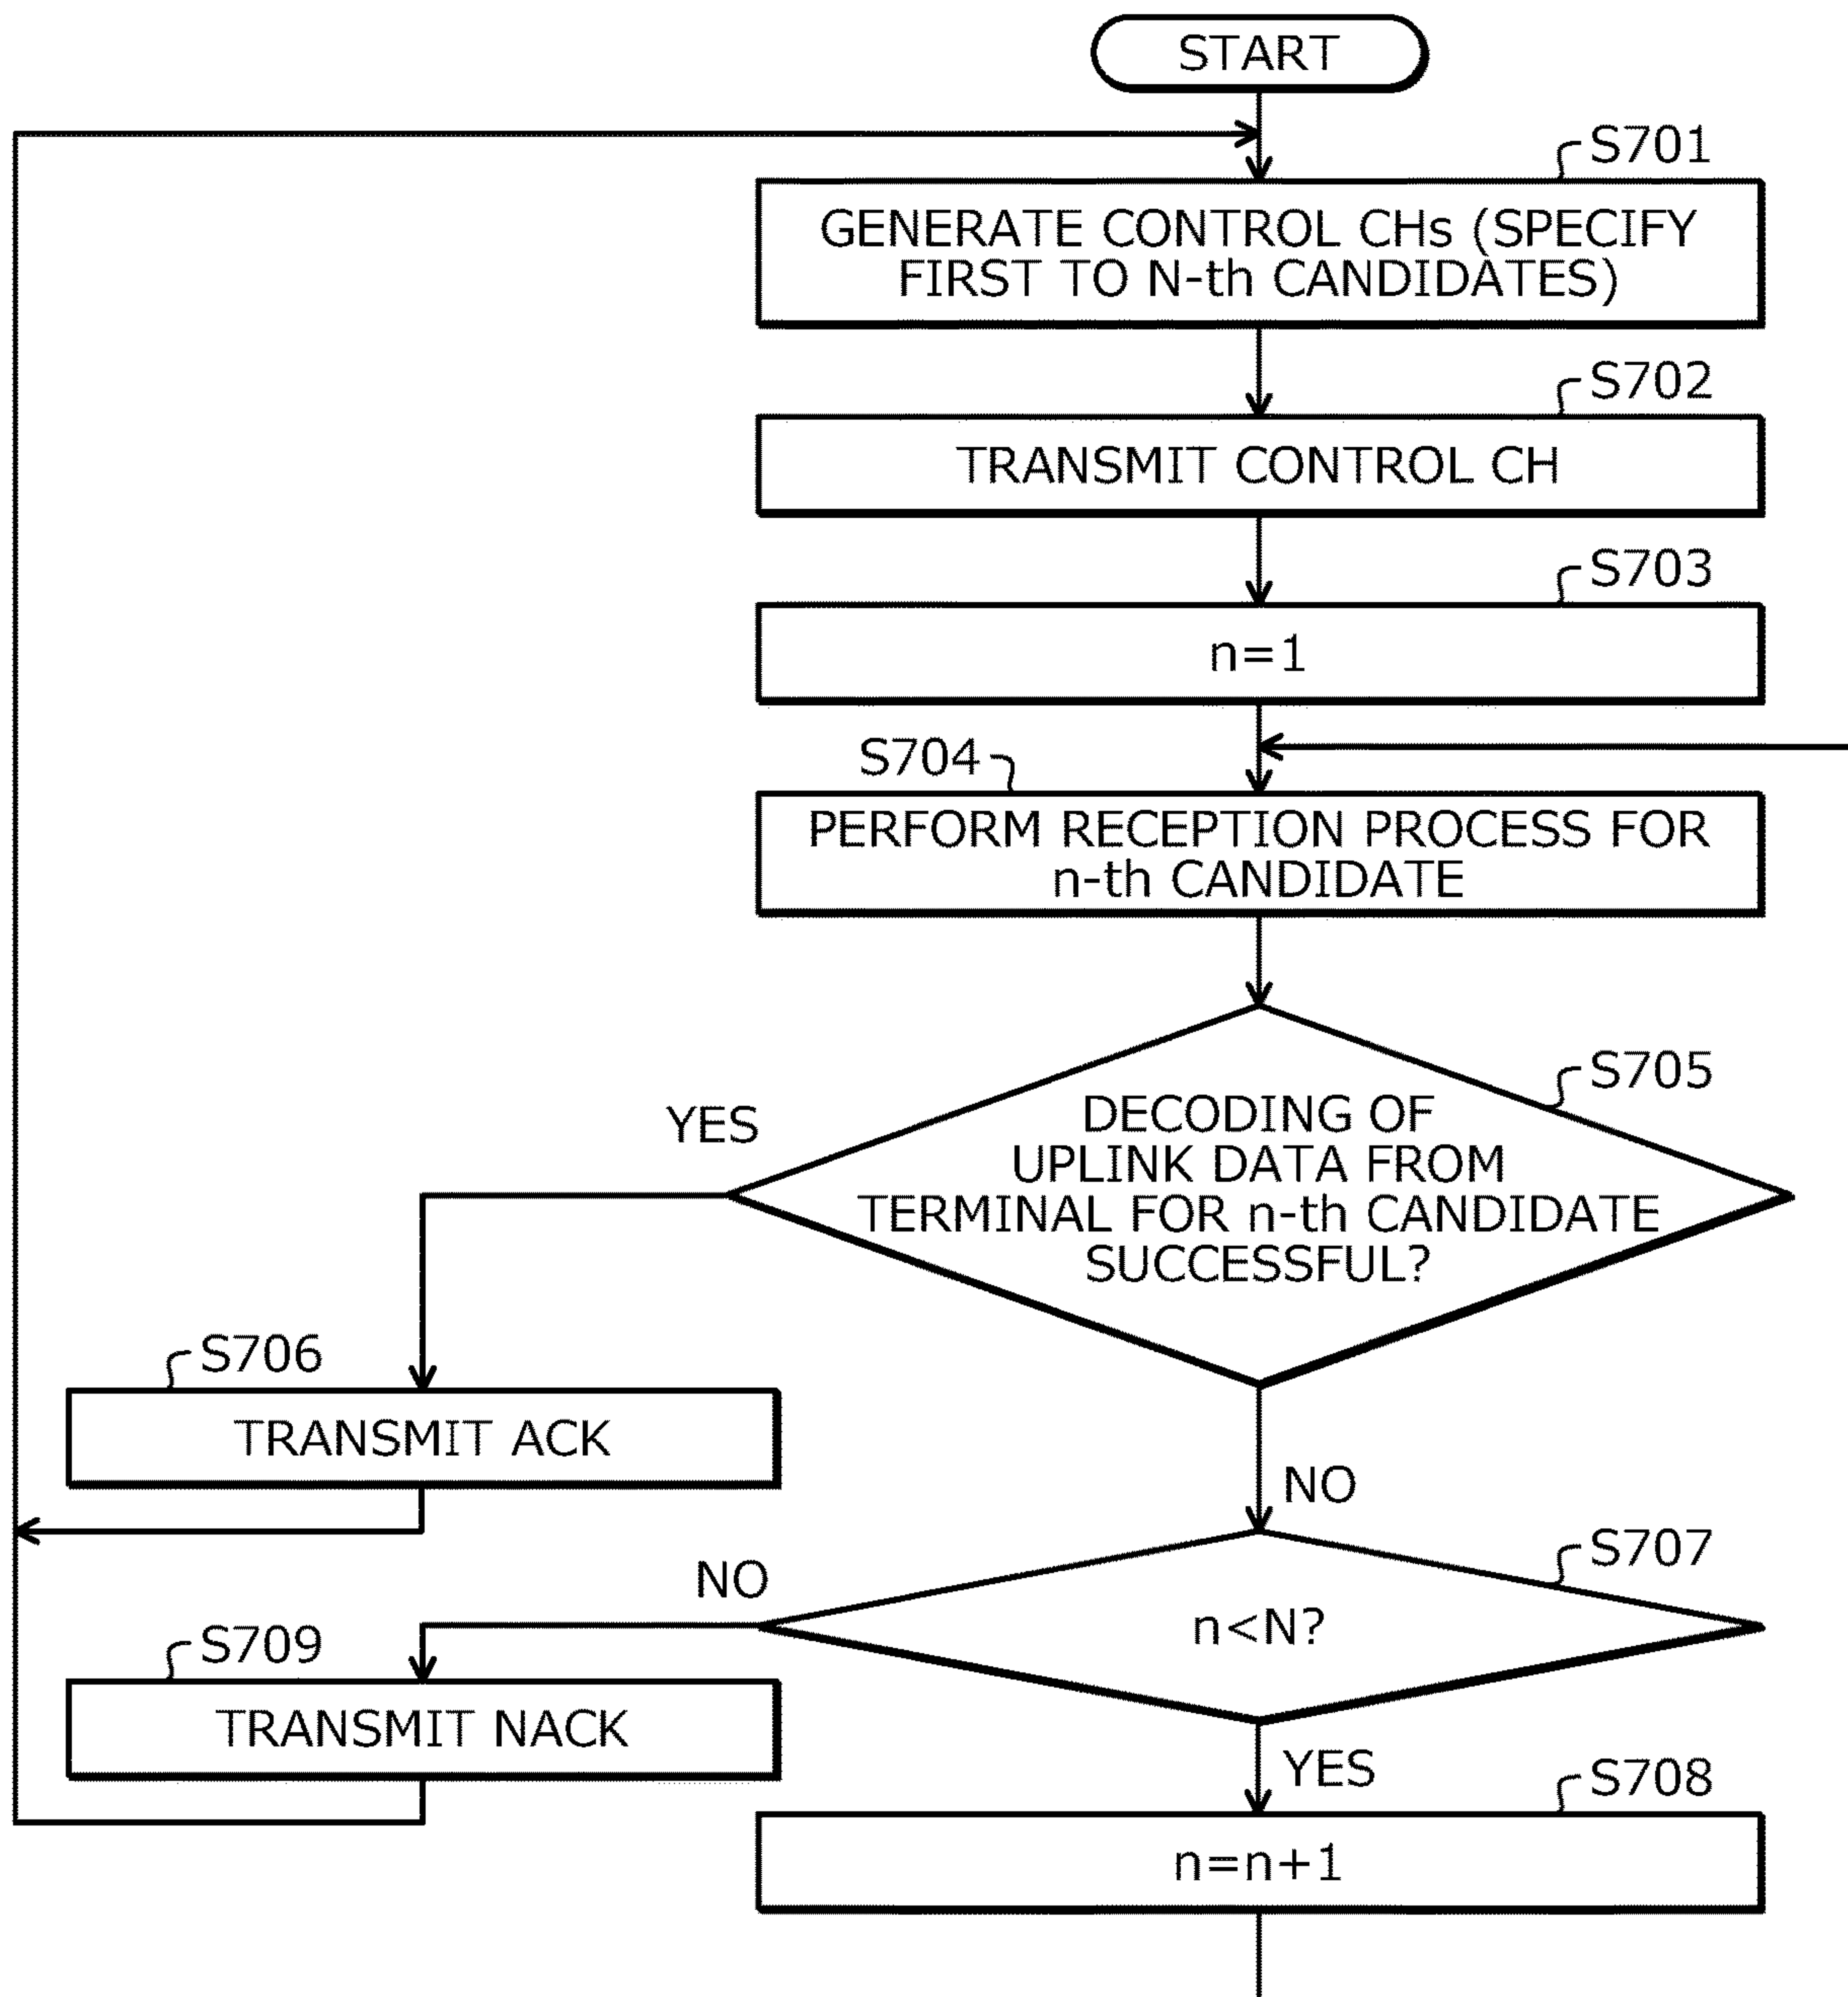 START
S701
GENERATE CONTROL CHs (SPECIFY
FIRST TO N-th CANDIDATES)
S702
TRANSMIT CONTROL CH
S703
n=1
S704
PERFORM RECEPTION PROCESS FOR
n-th CANDIDATE
S705
YES
DECODING OF
UPLINK DATA FROM
TERMINAL FOR n-th CANDIDATE
SUCCESSFUL?
S706
TRANSMIT ACK
NO
S707
NO
n<N?
S709
TRANSMIT NACK
YES
S708
n=n+1